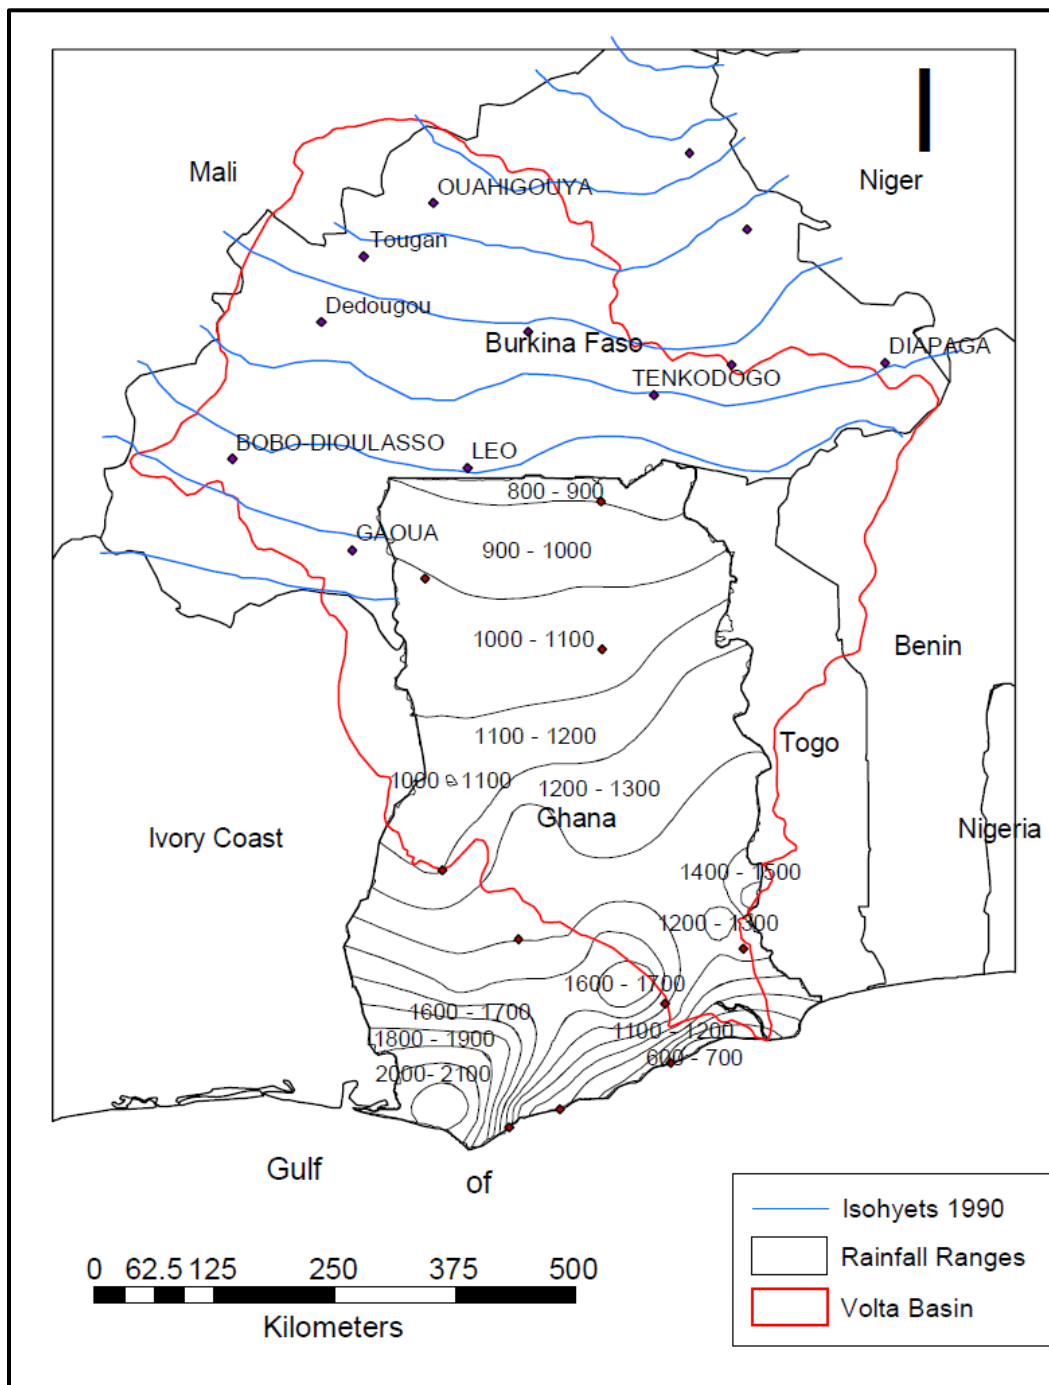 Mali
Niger
OUAHIGOUYA
Tougan
Dedougou
Burkina Faso
DIAPAGA
TENKODOGO
BOBO-DIOULASSO
LEO
800 - 900
GAOUA
900 - 1000
1000 - 1100
Benin
1100 - 1200
Togo
1000 - 1100
1200 - 1300
Ghana
Ivory Coast
Nigeria
1400 - 1500
1200 - 1300
1600 - 1700
1600 - 1700
1100 - 1200
1800 - 1900
600 - 700
2000 - 2100
Gulf of
Isohyets 1990
Rainfall Ranges
Volta Basin
0 62.5 125 250 375 500
Kilometers